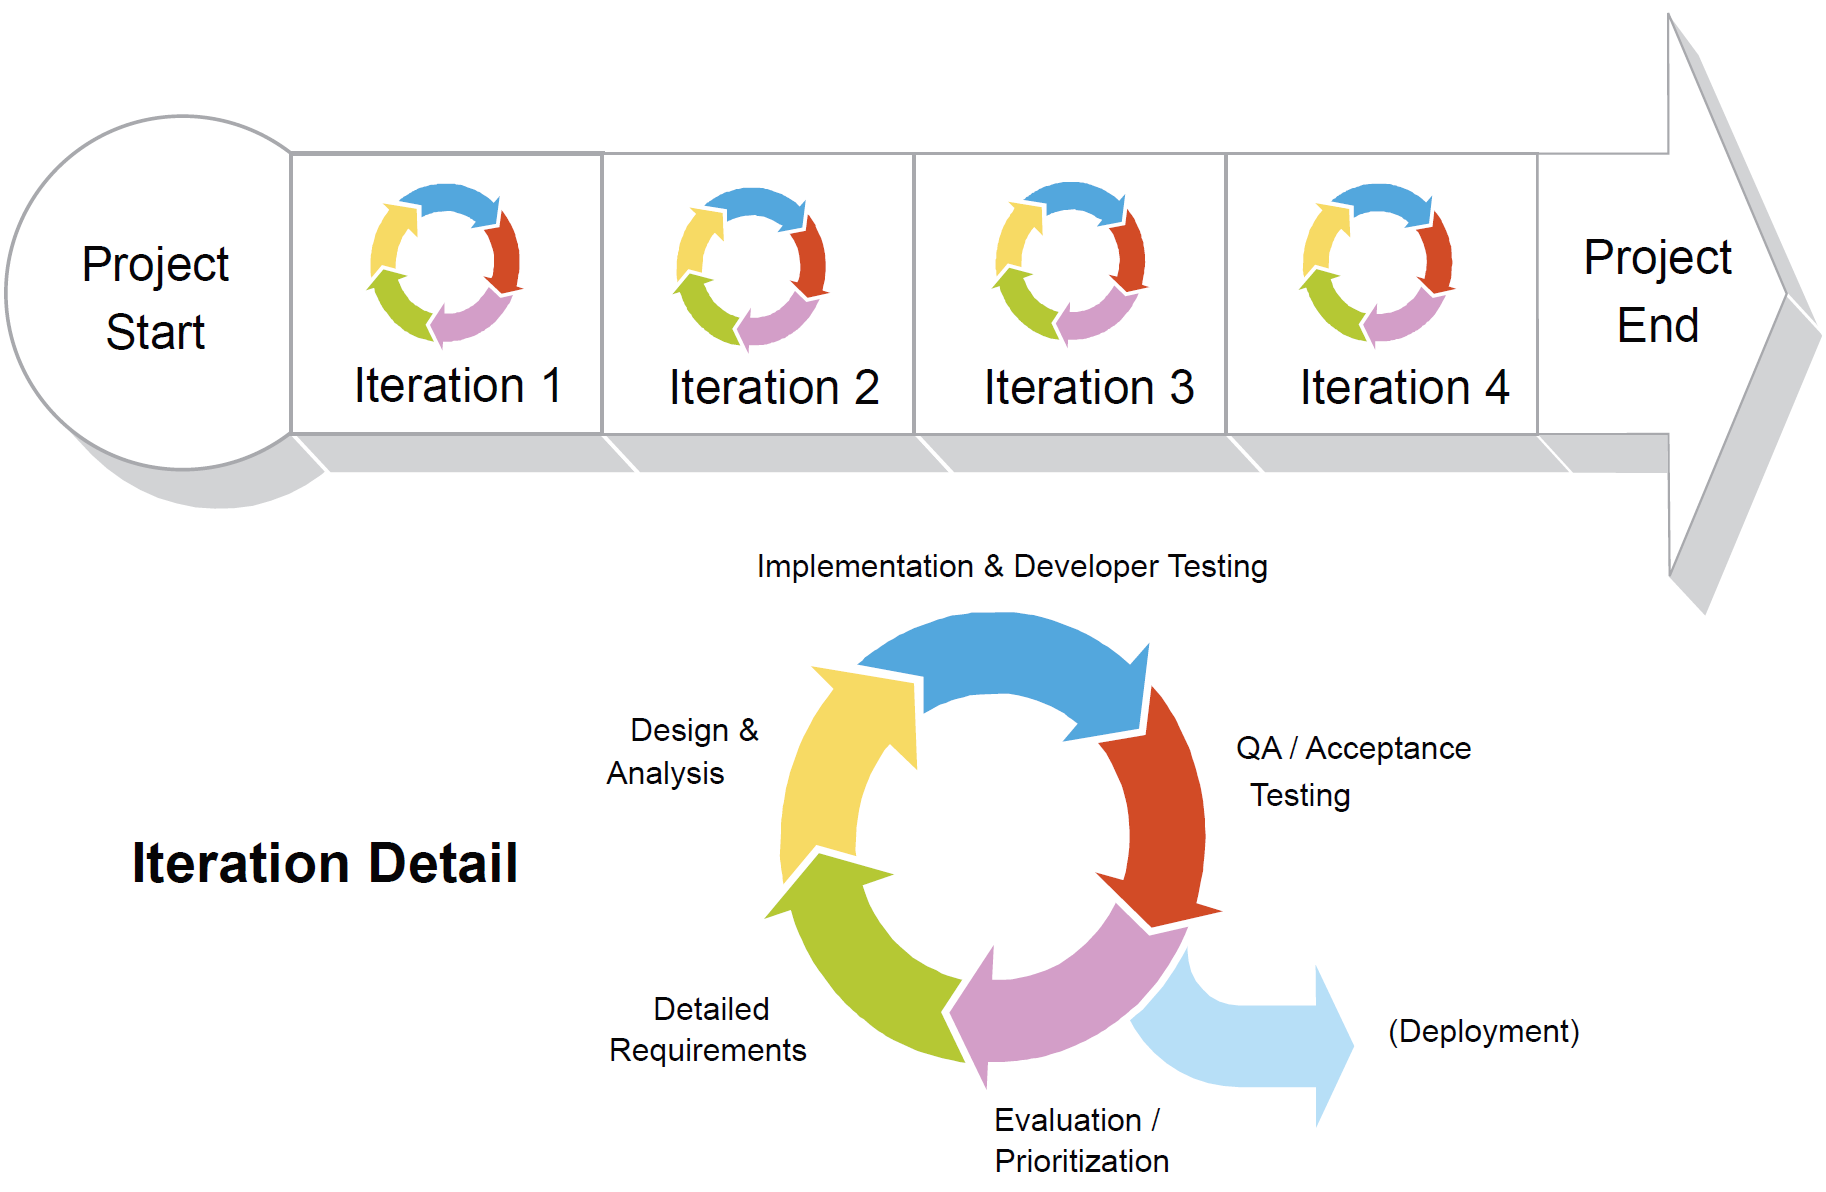 Project
Start
Iteration 1
Iteration 2
Iteration 3
Iteration 4
Project
End
Implementation & Developer Testing
Design &
Analysis
QA / Acceptance
Testing
Iteration Detail
Detailed
Requirements
(Deployment)
Evaluation /
Prioritization